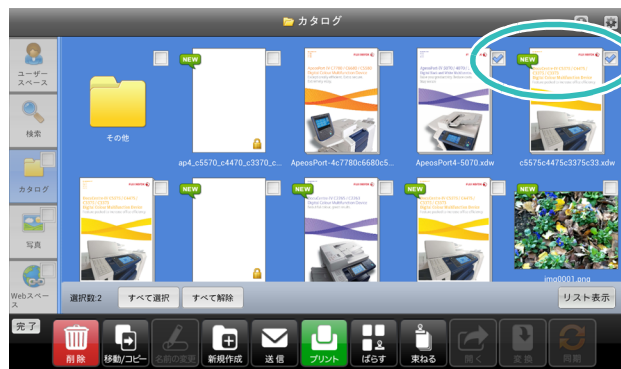 カタログ
ユーザー
スペース
検索
カタログ
写真
Webスペー
ス
NEW
NEW
その他
ap4_c5570_c4470_c3370_c...
ApeosPort-4c7780c6680c5...
ApeosPort4-5070.xdw
c5575c4475c3375c33.xdw
NEW
NEW
NEW
NEW
img0001.png
選択数:2
すべて選択
すべて解除
リスト表示
完了
削除
移動/コピー
名前の変更
新規作成
送信
プリント
ばらす
束ねる
開く
変換
同期